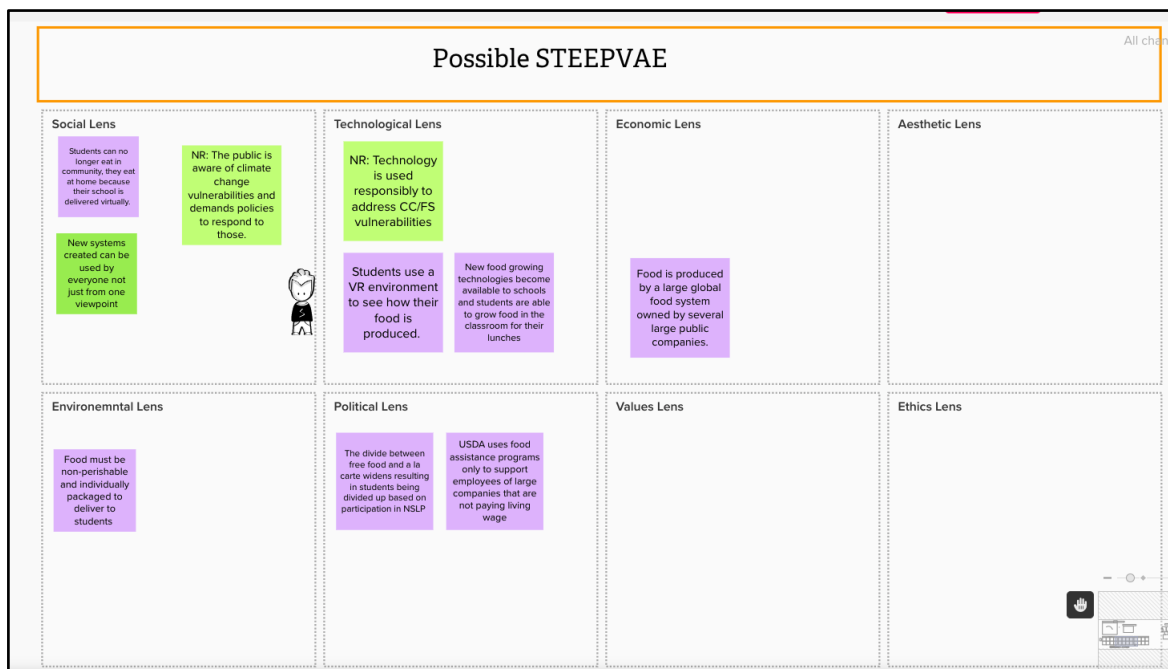 All chan
Possible STEEPVAE
Social Lens
Students can no
longer eat in
community, they eat
at home because
their school is
delivered virtually.
NR: The public is
aware of climate
change
vulnerabilities and
demands policies
to respond to
those.
New systems
created can be
used by
everyone not
just from one
viewpoint
Technological Lens
NR: Technology
is used
responsibly to
address CC/FS
vulnerabilities
Students use a
VR environment
to see how their
food is
produced.
New food growing
technologies become
available to schools
and students are able
to grow food in the
classroom for their
lunches
Economic Lens
Food is produced
by a large global
food system
owned by several
large public
companies.
Aesthetic Lens
Environemntal Lens
Food must be
non-perishable
and individually
packaged to
deliver to
students
Political Lens
The divide between
free food and a la
carte widens resulting
in students being
divided up based on
participation in NSLP
USDA uses food
assistance programs
only to support
employees of large
companies that are
not paying living
wage
Values Lens
Ethics Lens